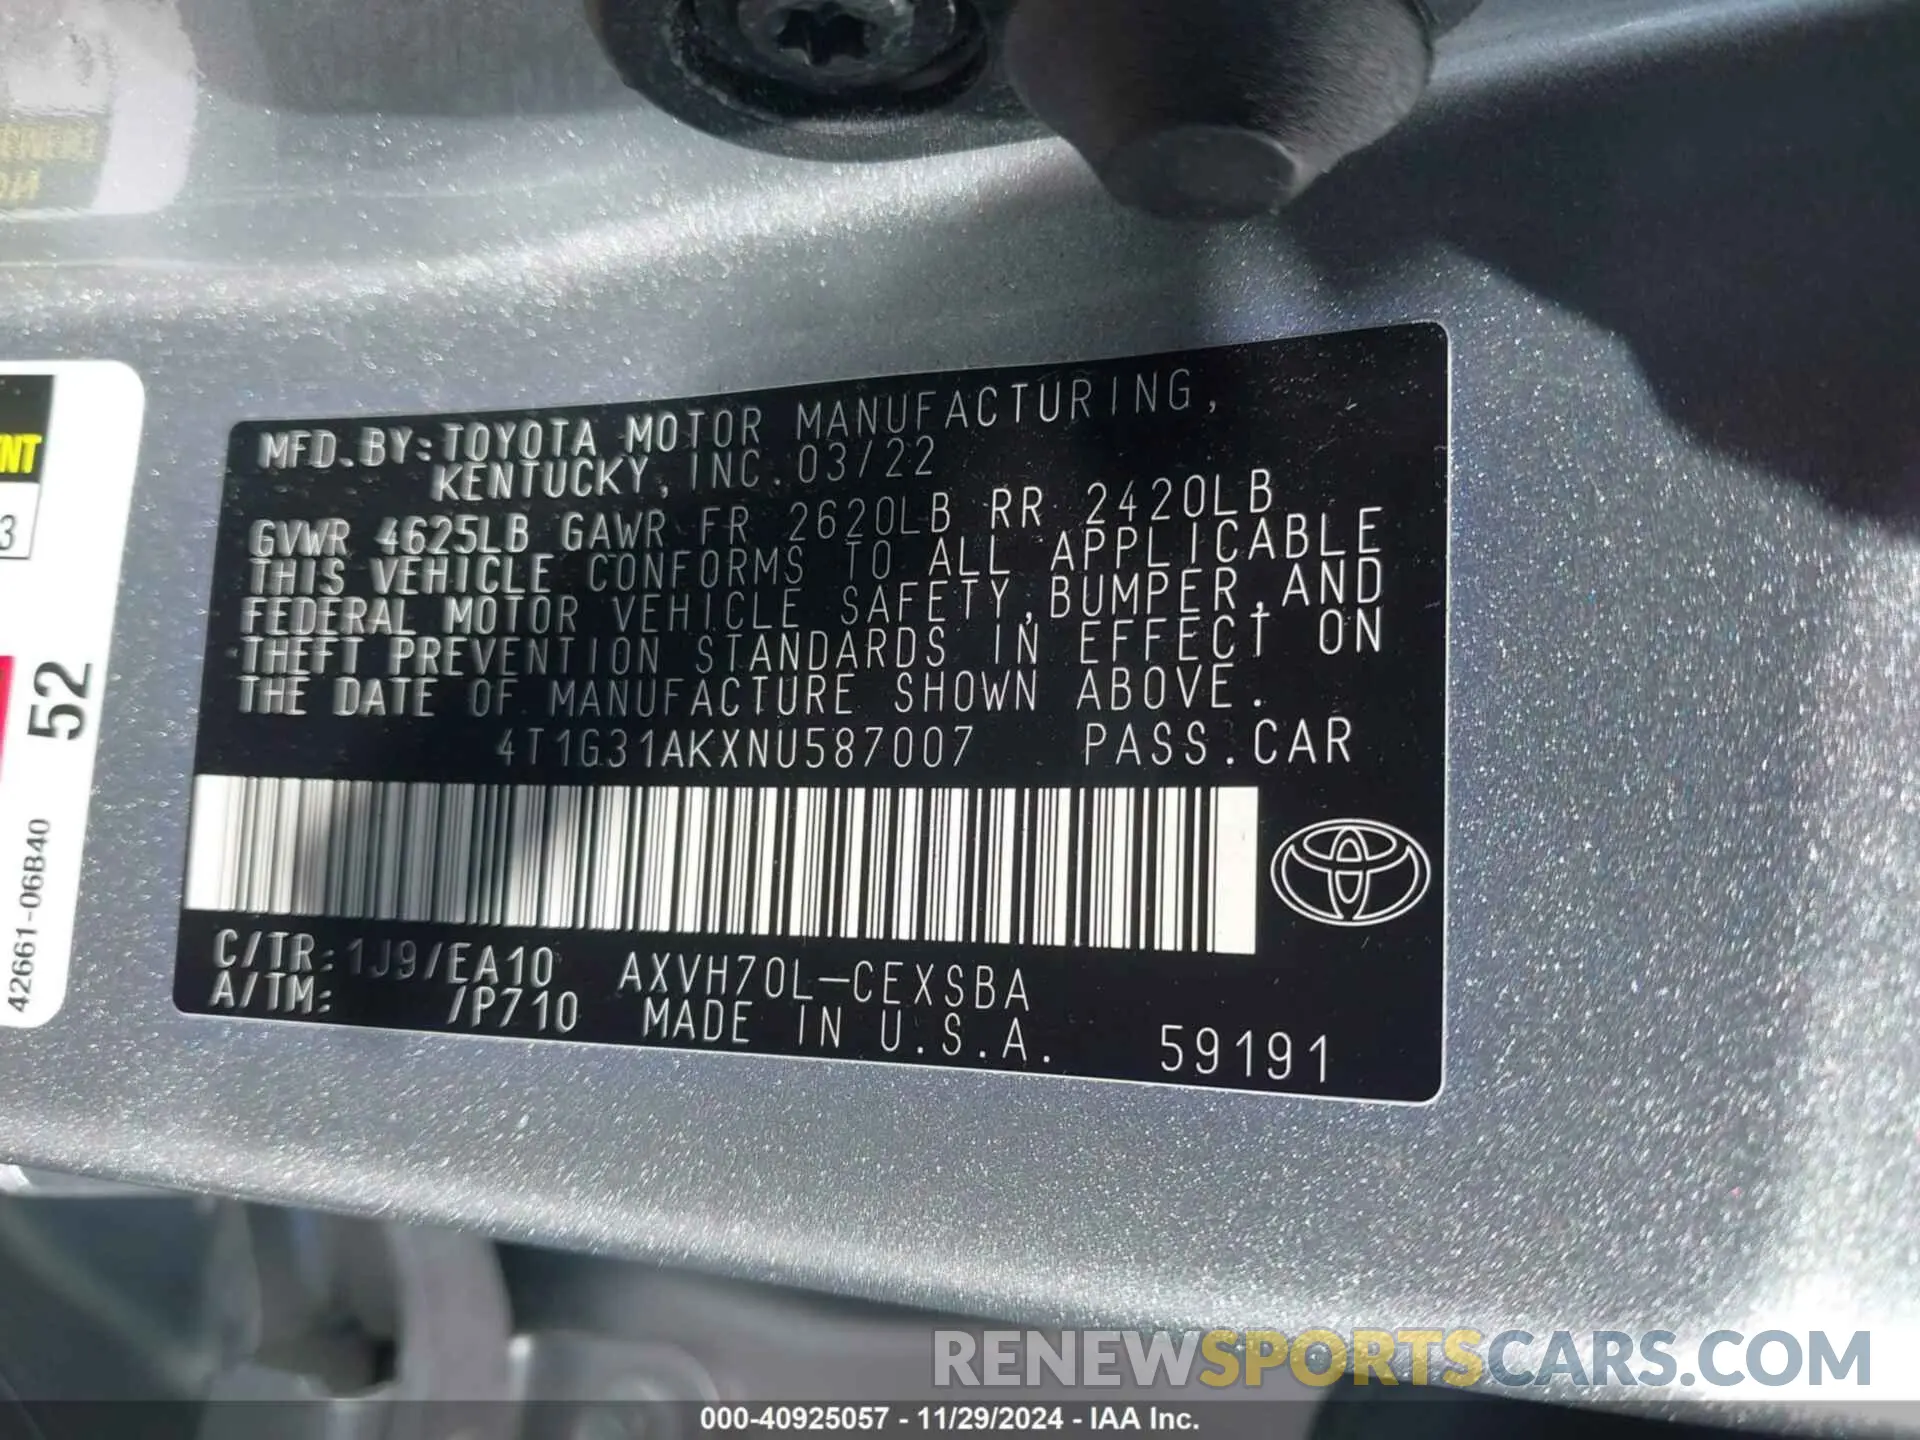 MFD. BY: TOYOTA MOTOR MANUFACTURING,
KENTUCKY, INC. 03/22
GVWR 4625LB GAWR FR 2620LB RR 2420LB
THIS VEHICLE CONFORMS TO ALL APPLICABLE
FEDERAL MOTOR VEHICLE SAFETY, BUMPER, AND
THEFT PREVENTION STANDARDS IN EFFECT ON
THE DATE OF MANUFACTURE SHOWN ABOVE.
4T1G31AKXNU587007 PASS. CAR
C/TR: 1J9/EA10 AXVH70L-CEXSBA
A/TM: /P710 MADE IN U.S.A. 59191
NT
3
52
42661-06B40
RENEWSPORTSCARS.COM
000-40925057 - 11/29/2024 - IAA Inc.